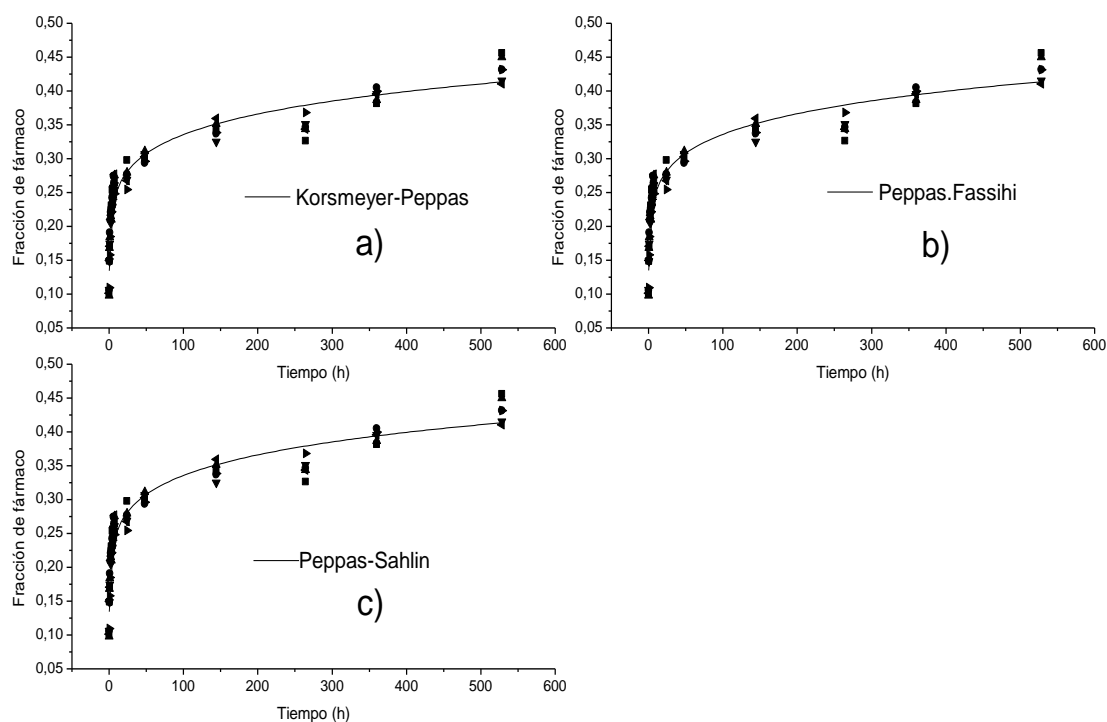 0,50
0,45
0,40
0,35
0,30
0,25
0,20
0,15
0,10
0,05
Fracción de fármaco
Korsmeyer-Peppas
a)
0 100 200 300 400 500 600
Tiempo (h)
0,50
0,45
0,40
0,35
0,30
0,25
0,20
0,15
0,10
0,05
Fracción de fármaco
Peppas.Fassihi
b)
0 100 200 300 400 500 600
Tiempo (h)
0,50
0,45
0,40
0,35
0,30
0,25
0,20
0,15
0,10
0,05
Fracción de fármaco
Peppas-Sahlin
c)
0 100 200 300 400 500 600
Tiempo (h)